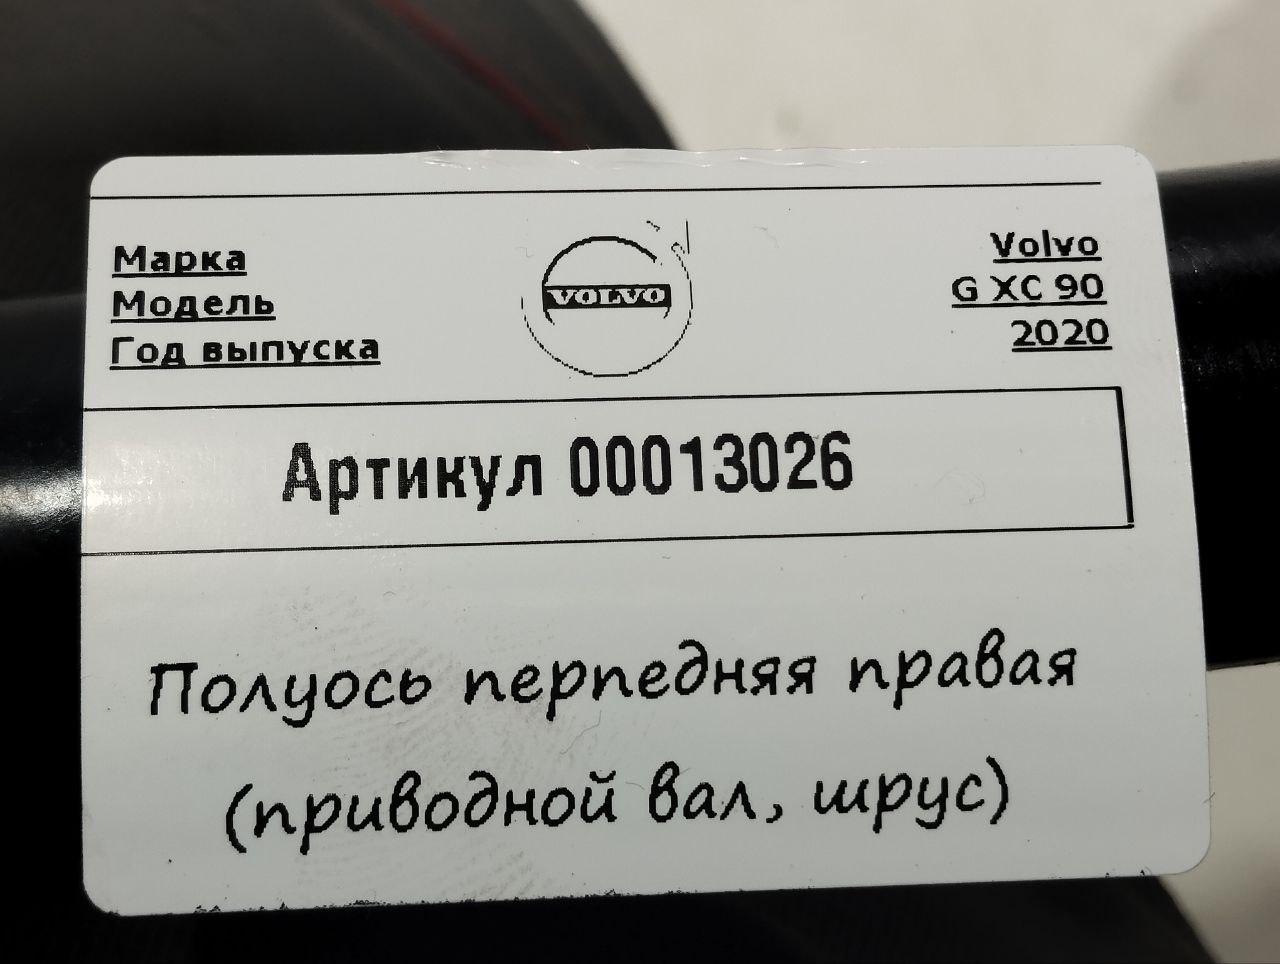 Марка
Модель
Год выпуска
VOLVO
Volvo
G XC 90
2020
Артикул 00013026
Полуось перпедняя правая
(приводной вал, шрус)